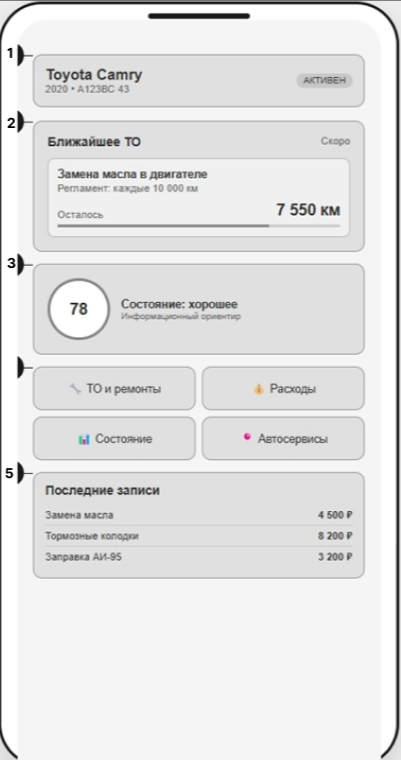 1
Toyota Camry
2020 • А123ВС 43
АКТИВЕН
2
Ближайшее ТО
Скоро
Замена масла в двигателе
Регламент: каждые 10 000 км
Осталось
7 550 км
3
78
Состояние: хорошее
Информационный ориентир
ТО и ремонты
Расходы
Состояние
Автосервисы
5
Последние записи
Замена масла 4 500 ₽
Тормозные колодки 8 200 ₽
Заправка АИ-95 3 200 ₽